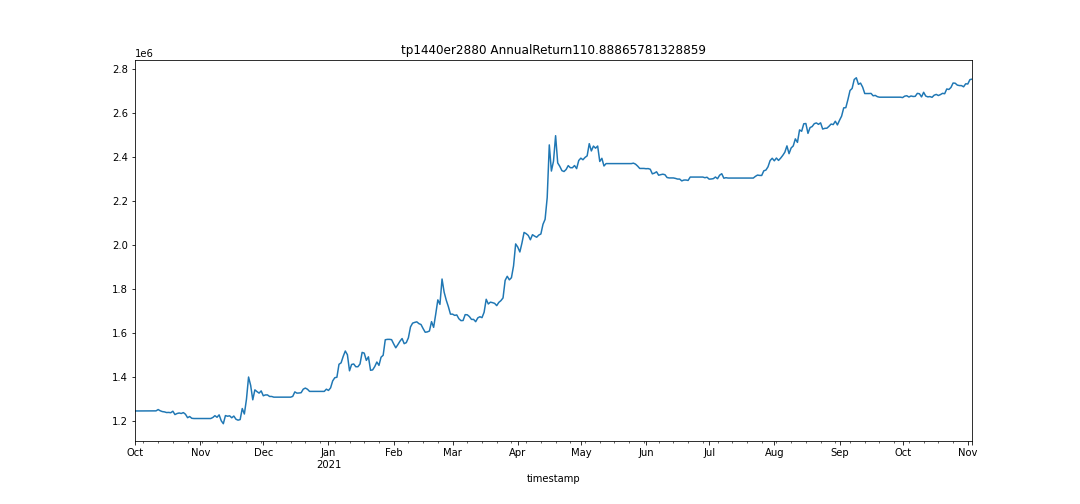 tp1440er2880 AnnualReturn110.88865781328859
1e6
2.8
2.6
2.4
2.2
2.0
1.8
1.6
1.4
1.2
Oct Nov Dec Jan Feb Mar Apr May Jun Jul Aug Sep Oct Nov
2021
timestamp